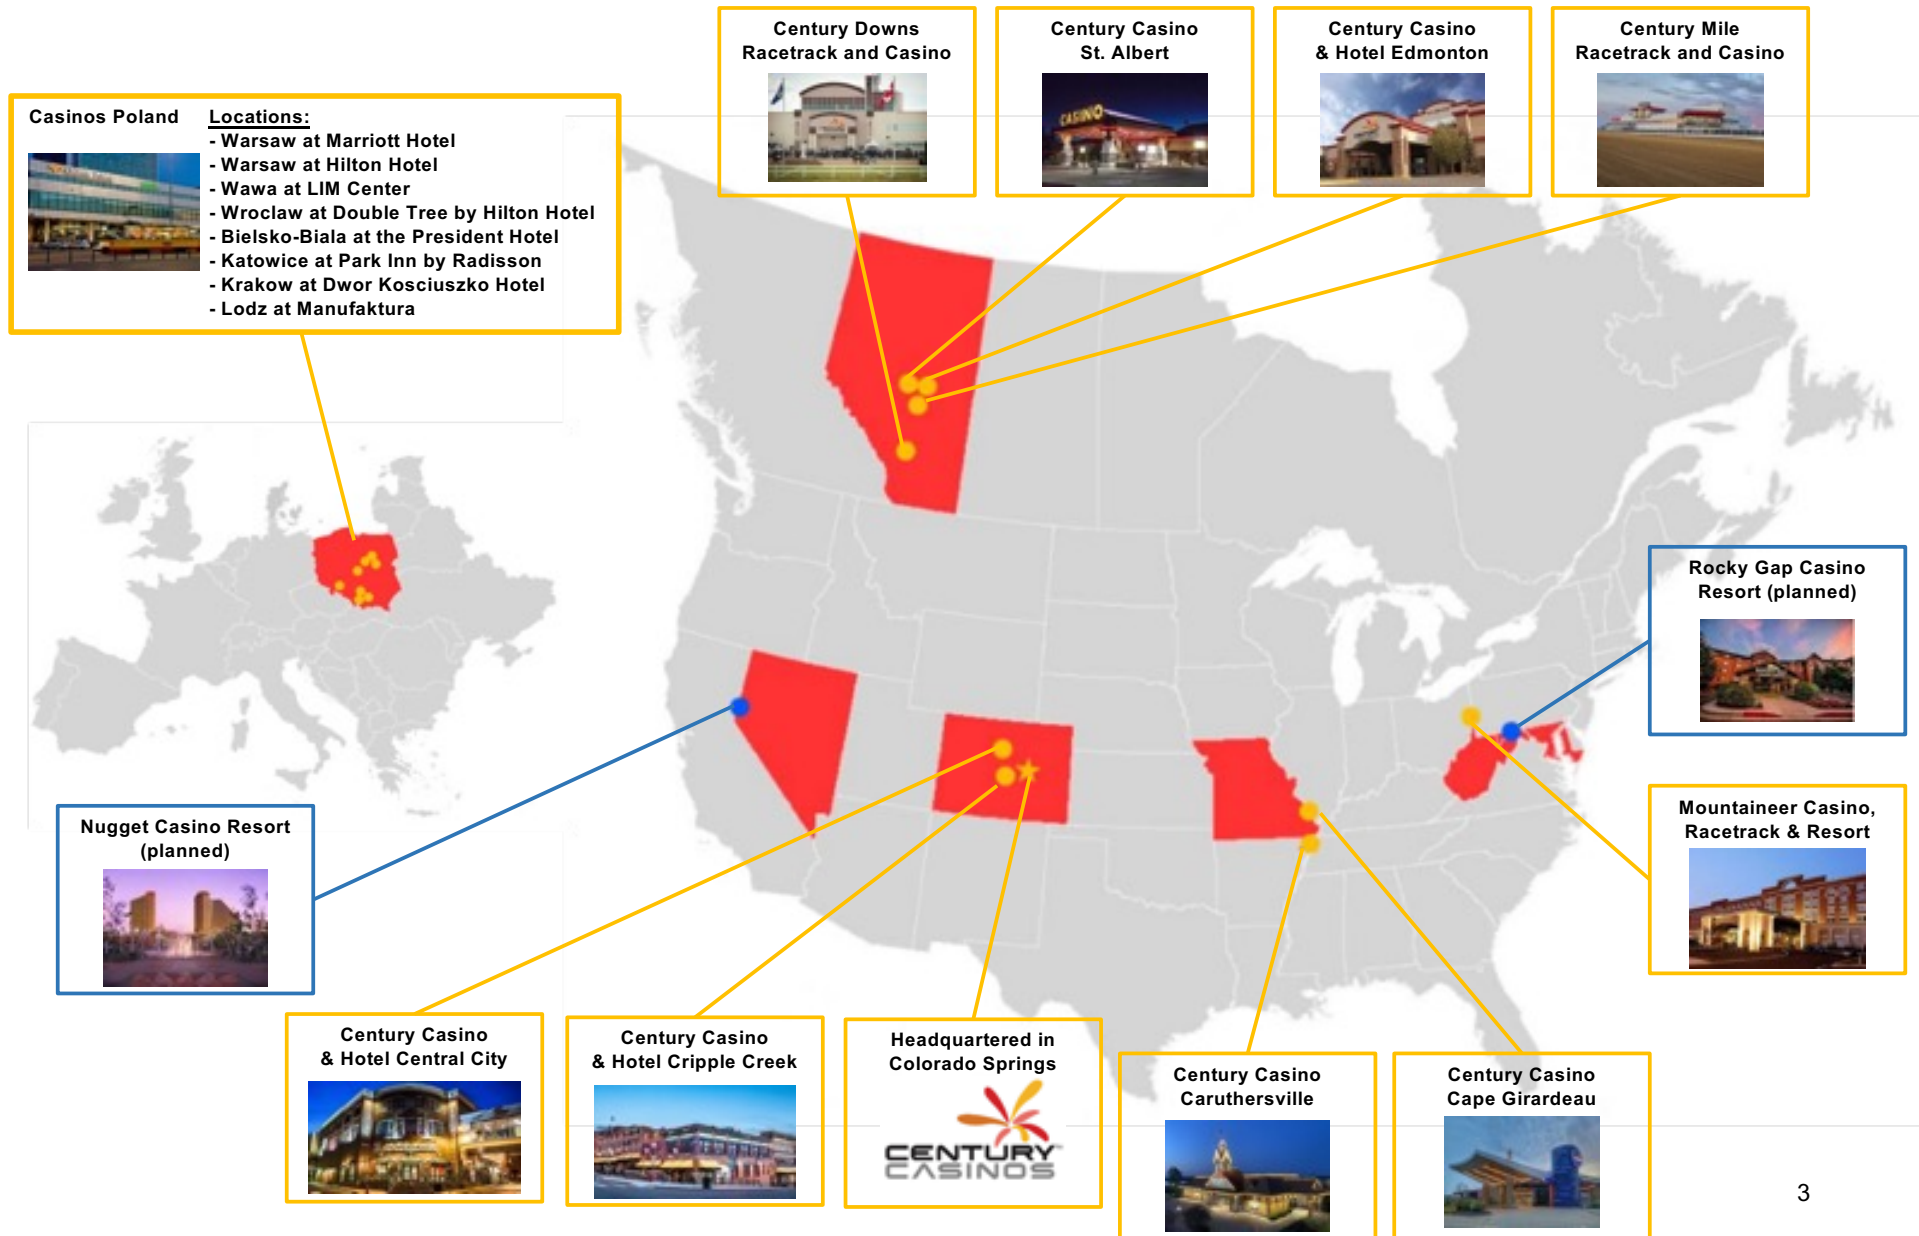 Century Downs
Racetrack and Casino
Century Casino
St. Albert
CASINO
Century Casino
& Hotel Edmonton
Century Mile
Racetrack and Casino
Casinos Poland
Locations:
- Warsaw at Marriott Hotel
- Warsaw at Hilton Hotel
- Wawa at LIM Center
- Wroclaw at Double Tree by Hilton Hotel
- Bielsko-Biala at the President Hotel
- Katowice at Park Inn by Radisson
- Krakow at Dwor Kosciuszko Hotel
- Lodz at Manufaktura
Rocky Gap Casino
Resort (planned)
Nugget Casino Resort
(planned)
Mountaineer Casino,
Racetrack & Resort
Century Casino
& Hotel Central City
Century Casino
& Hotel Cripple Creek
Headquartered in
Colorado Springs
CENTURY
CASINOS
Century Casino
Caruthersville
Century Casino
Cape Girardeau
3